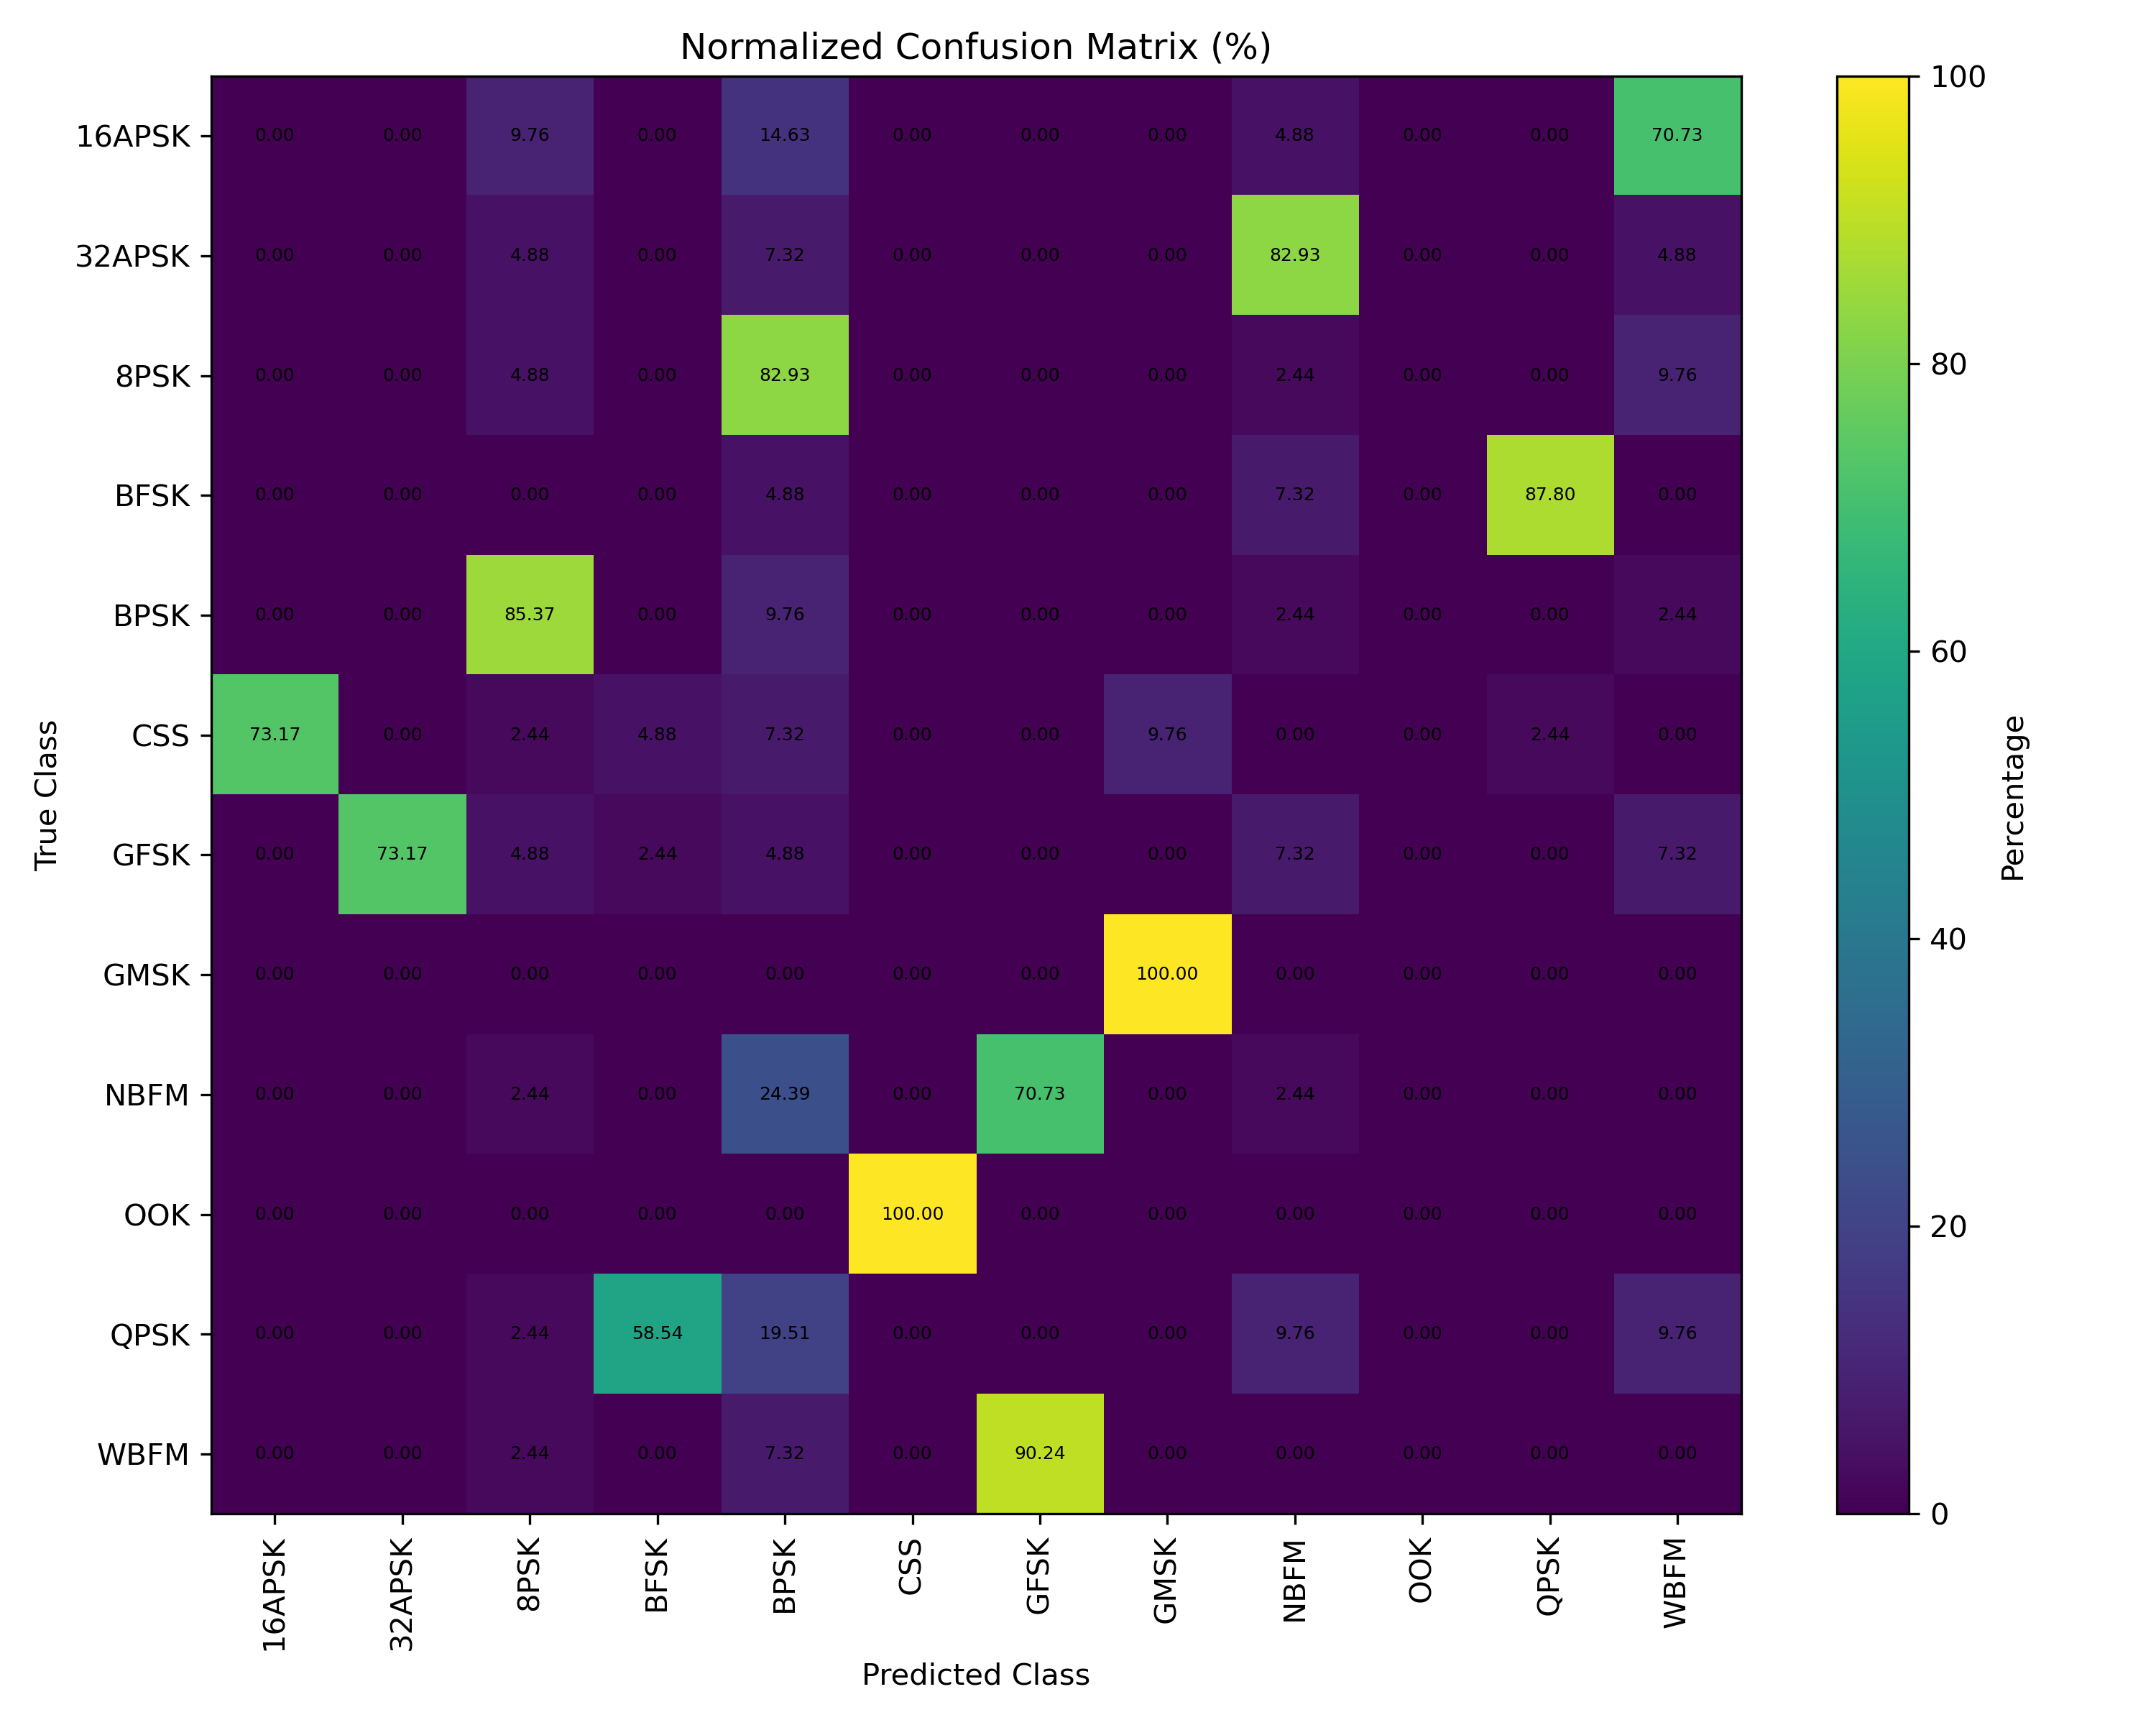 Normalized Confusion Matrix (%)
16APSK 0.00 0.00 9.76 0.00 14.63 0.00 0.00 0.00 4.88 0.00 0.00 70.73
32APSK 0.00 0.00 4.88 0.00 7.32 0.00 0.00 0.00 82.93 0.00 0.00 4.88
8PSK 0.00 0.00 4.88 0.00 82.93 0.00 0.00 0.00 2.44 0.00 0.00 9.76
BFSK 0.00 0.00 0.00 0.00 4.88 0.00 0.00 0.00 7.32 0.00 87.80 0.00
BPSK 0.00 0.00 85.37 0.00 9.76 0.00 0.00 0.00 2.44 0.00 0.00 2.44
CSS 73.17 0.00 2.44 4.88 7.32 0.00 0.00 9.76 0.00 0.00 2.44 0.00
GFSK 0.00 73.17 4.88 2.44 4.88 0.00 0.00 0.00 7.32 0.00 0.00 7.32
GMSK 0.00 0.00 0.00 0.00 0.00 0.00 0.00 100.00 0.00 0.00 0.00 0.00
NBFM 0.00 0.00 2.44 0.00 24.39 0.00 70.73 0.00 2.44 0.00 0.00 0.00
OOK 0.00 0.00 0.00 0.00 0.00 100.00 0.00 0.00 0.00 0.00 0.00 0.00
QPSK 0.00 0.00 2.44 58.54 19.51 0.00 0.00 0.00 9.76 0.00 0.00 9.76
WBFM 0.00 0.00 2.44 0.00 7.32 0.00 90.24 0.00 0.00 0.00 0.00 0.00
16APSK 32APSK 8PSK BFSK BPSK CSS GFSK GMSK NBFM OOK QPSK WBFM
Predicted Class
True Class
100
80
60
40
20
0
Percentage